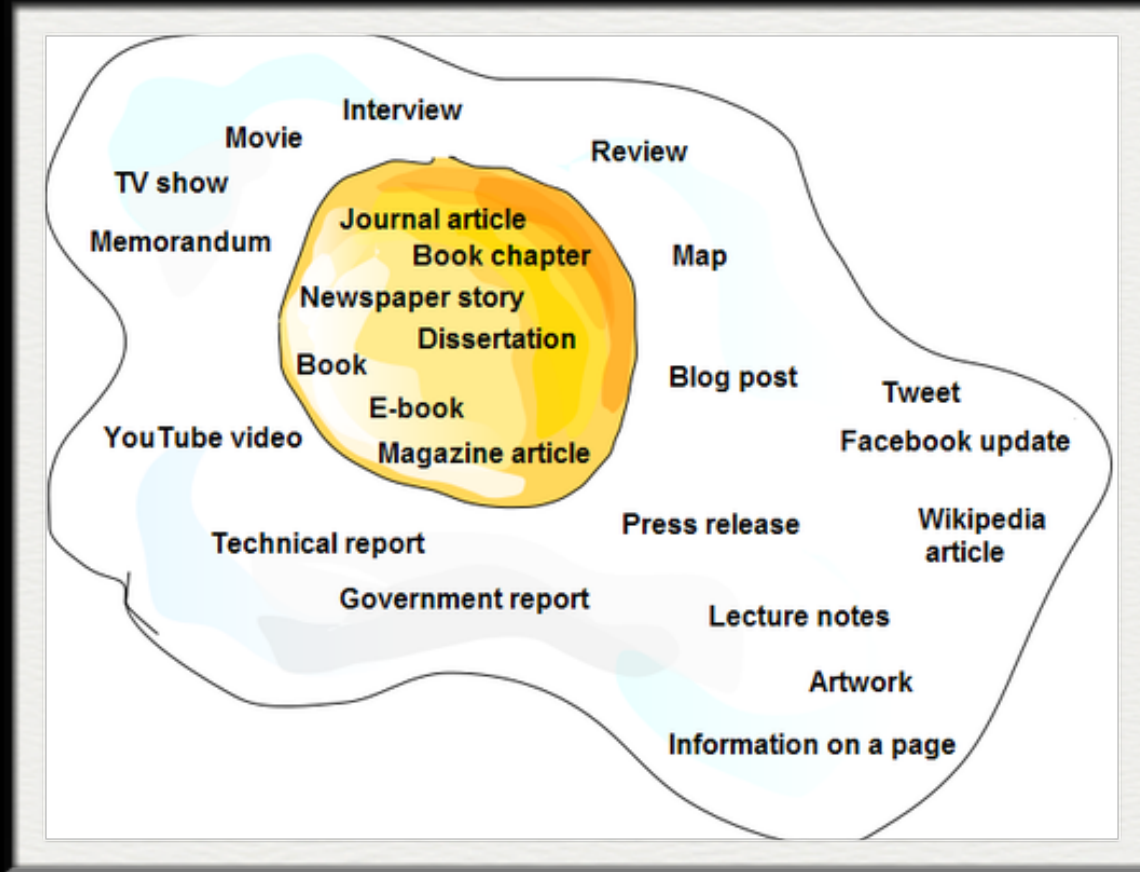 Interview
Movie
Review
TV show
Memorandum
Journal article
Book chapter
Map
Newspaper story
Dissertation
Book
Blog post
Tweet
E-book
YouTube video
Facebook update
Magazine article
Press release
Wikipedia
article
Technical report
Government report
Lecture notes
Artwork
Information on a page